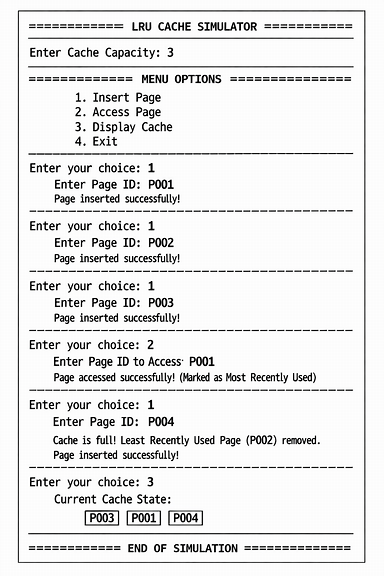 ============ LRU CACHE SIMULATOR ============
Enter Cache Capacity: 3
============= MENU OPTIONS ===============
1. Insert Page
2. Access Page
3. Display Cache
4. Exit
Enter your choice: 1
Enter Page ID: P001
Page inserted successfully!
Enter your choice: 1
Enter Page ID: P002
Page inserted successfully!
Enter your choice: 1
Enter Page ID: P003
Page inserted successfully!
Enter your choice: 2
Enter Page ID to Access· P001
Page accessed successfully! (Marked as Most Recently Used)
Enter your choice: 1
Enter Page ID: P004
Cache is full! Least Recently Used Page (P002) removed.
Page inserted successfully!
Enter your choice: 3
Current Cache State:
P003 P001 P004
============ END OF SIMULATION ==============